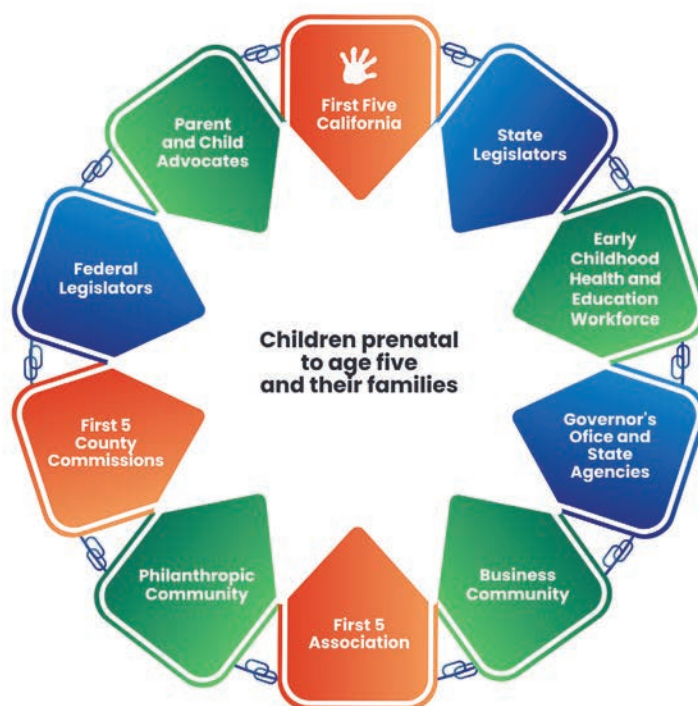 First Five
California
State
Legislators
Early
Childhood
Health and
Education
Workforce
Governor's
Ofice and
State
Agencies
Business
Community
First 5
Association
Philanthropic
Community
First 5
County
Commissions
Federal
Legislators
Parent
and Child
Advocates
Children prenatal
to age five
and their families